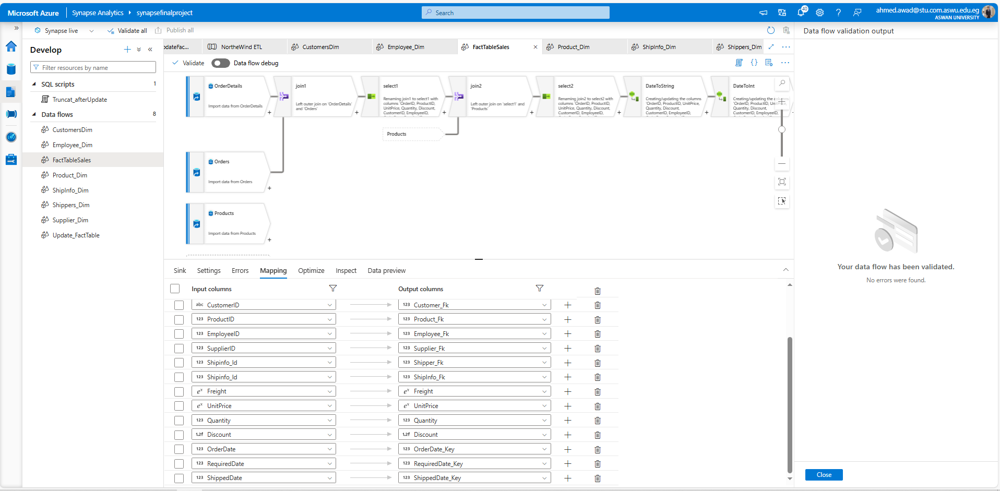 Microsoft Azure
Synapse Analytics
synapsefinalproject
Search
40
ahmed.awad@stu.com.aswu.edu.eg
ASWAN UNIVERSITY
Synapse live
Validate all
Publish all
Data flow validation output
Develop
Filter resources by name
SQL scripts 1
Truncat_afterUpdate
Data flows 8
CustomersDim
Employee_Dim
FactTableSales
Product_Dim
ShipInfo_Dim
Shippers_Dim
Supplier_Dim
Update_FactTable
pdateFac...
NortheWind ETL
CustomersDim
Employee_Dim
FactTableSales
Product_Dim
ShipInfo_Dim
Shippers_Dim
Validate
Data flow debug
OrderDetails
Import data from OrderDetails
join1
Left outer join on 'OrderDetails'
and 'Orders'
select1
Renaming join1 to select1 with
columns 'OrderID, ProductID,
UnitPrice, Quantity, Discount,
CustomerID, EmployeeID,
join2
Left outer join on 'select1' and
'Products'
select2
Renaming join2 to select2 with
columns 'OrderID, ProductID,
UnitPrice, Quantity, Discount,
CustomerID, EmployeeID,
DateToString
Creating/updating the columns
'OrderID, ProductID, UnitPrice,
Quantity, Discount,
CustomerID, EmployeeID,
DateToInt
Creating/updating the columns
'OrderID, ProductID, UnitPrice,
Quantity, Discount,
CustomerID, EmployeeID,
Products
Orders
Import data from Orders
Products
Import data from Products
Sink
Settings
Errors
Mapping
Optimize
Inspect
Data preview
Input columns
Output columns
abc CustomerID 123 Customer_Fk
123 ProductID 123 Product_Fk
123 EmployeeID 123 Employee_Fk
123 SupplierID 123 Supplier_Fk
123 Shipinfo_Id 123 Shipper_Fk
123 Shipinfo_Id 123 ShipInfo_Fk
eˣ Freight eˣ Freight
eˣ UnitPrice eˣ UnitPrice
123 Quantity 123 Quantity
1.2f Discount 1.2f Discount
123 OrderDate 123 OrderDate_Key
123 RequiredDate 123 RequiredDate_Key
123 ShippedDate 123 ShippedDate_Key
Your data flow has been validated.
No errors were found.
Close